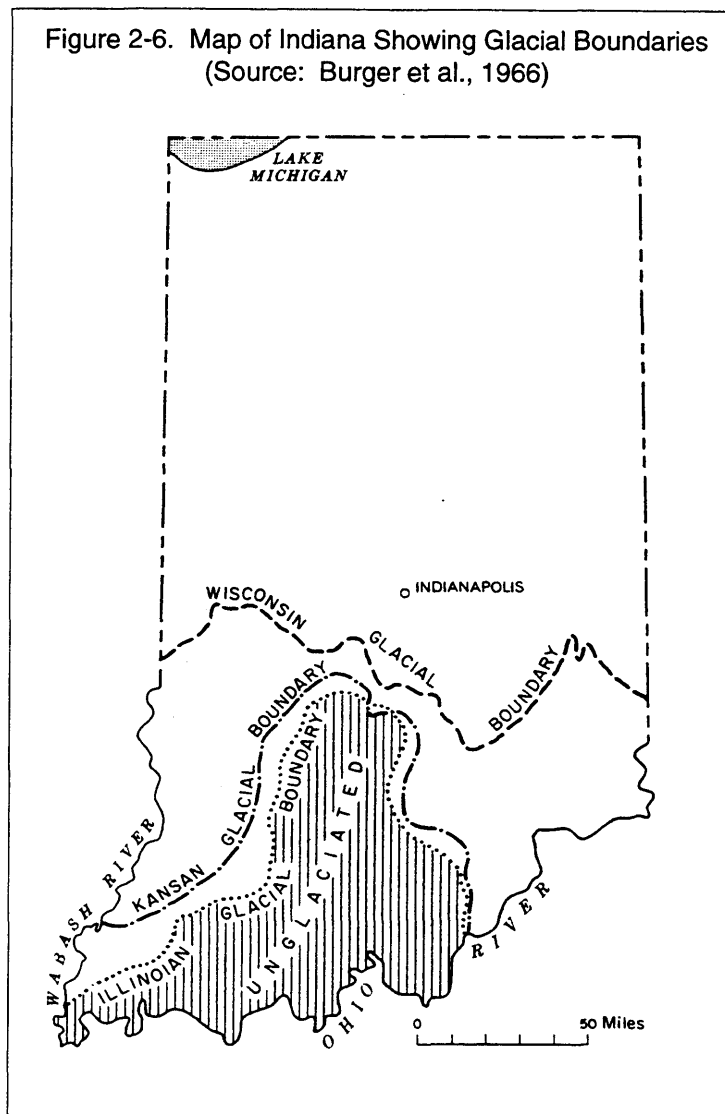 Figure 2-6. Map of Indiana Showing Glacial Boundaries
(Source: Burger et al., 1966)
LAKE
MICHIGAN
INDIANAPOLIS
WISCONSIN GLACIAL BOUNDARY
KANSAN GLACIAL BOUNDARY
ILLINOIAN GLACIAL BOUNDARY
UNGLACIATED
WABASH RIVER
OHIO RIVER
0 50 Miles